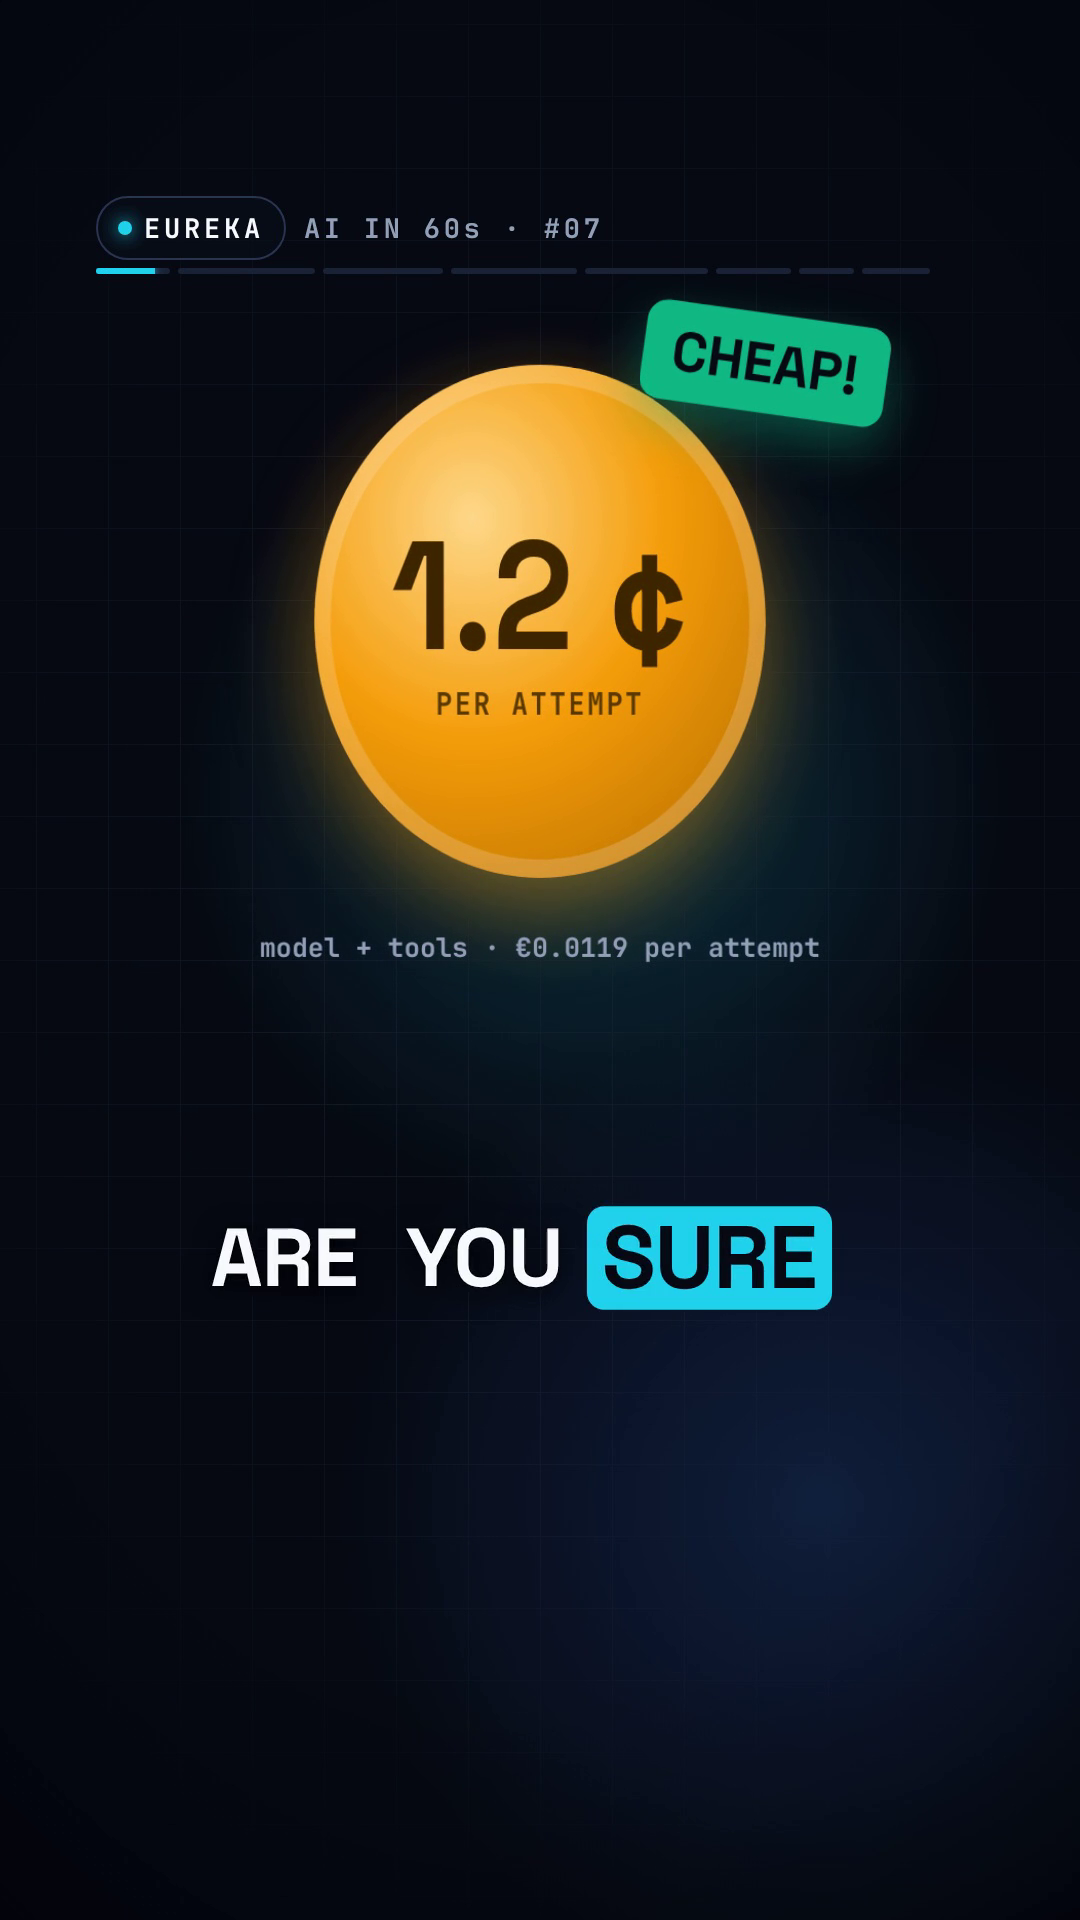 EUREKA AI IN 60s · #07
CHEAP!
1.2 ¢
PER ATTEMPT
model + tools · €0.0119 per attempt
ARE YOU SURE